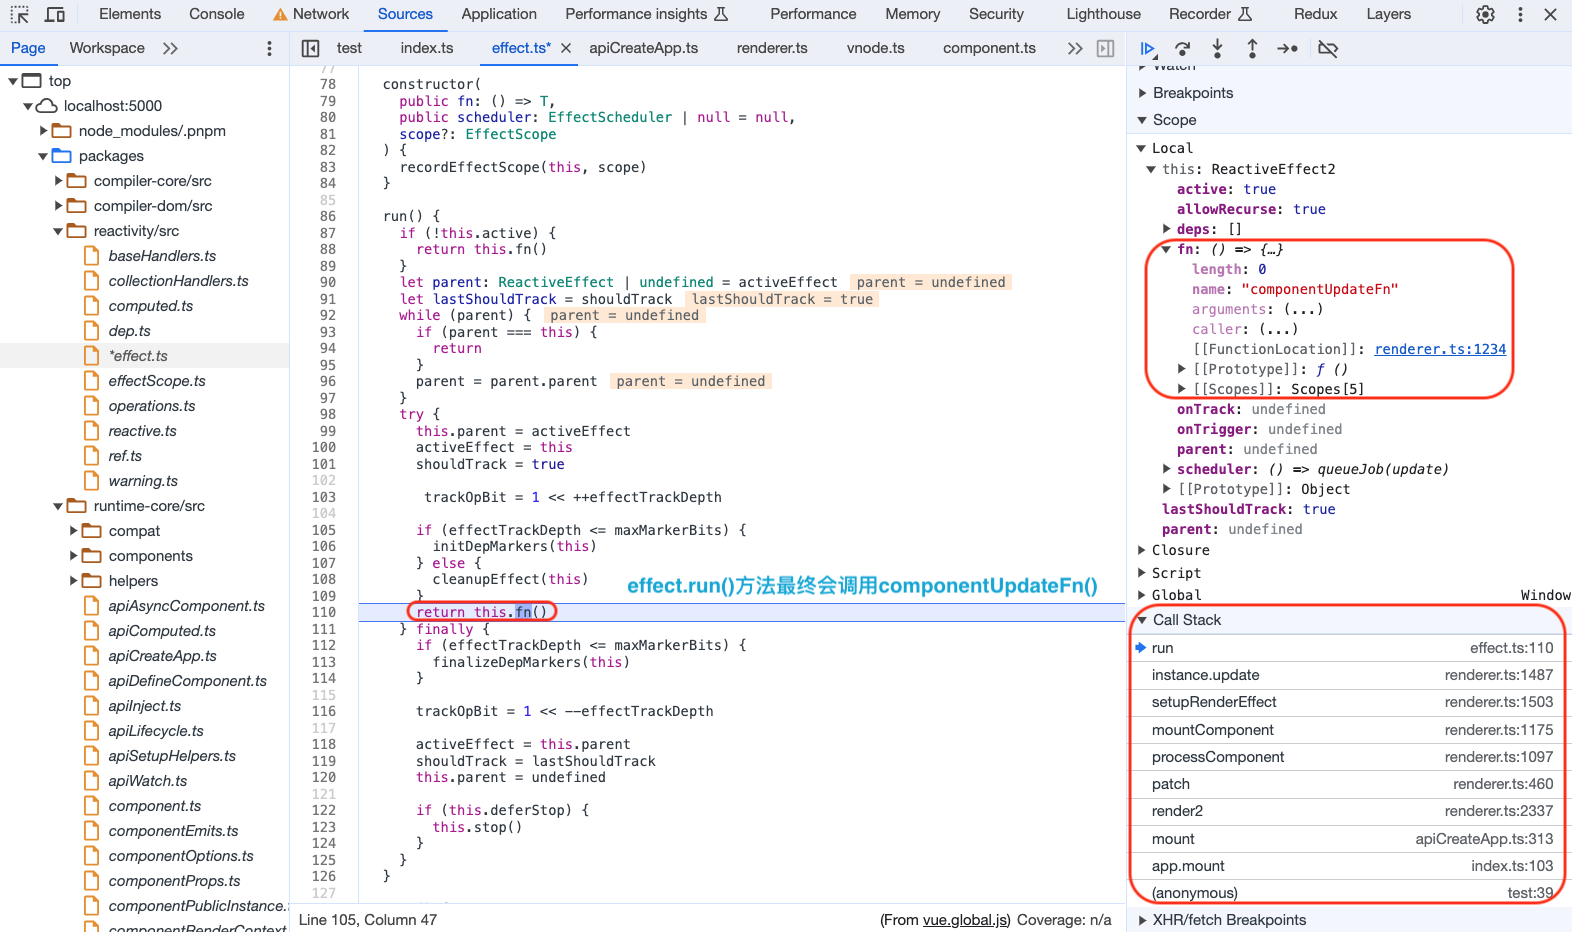 Elements Console Network Sources Application Performance insights Performance Memory Security Lighthouse Recorder Redux Layers
Page Workspace
test index.ts effect.ts* apiCreateApp.ts renderer.ts vnode.ts component.ts
top
localhost:5000
node_modules/.pnpm
packages
compiler-core/src
compiler-dom/src
reactivity/src
baseHandlers.ts
collectionHandlers.ts
computed.ts
dep.ts
*effect.ts
effectScope.ts
operations.ts
reactive.ts
ref.ts
warning.ts
runtime-core/src
compat
components
helpers
apiAsyncComponent.ts
apiComputed.ts
apiCreateApp.ts
apiDefineComponent.ts
apiInject.ts
apiLifecycle.ts
apiSetupHelpers.ts
apiWatch.ts
component.ts
componentEmits.ts
componentOptions.ts
componentProps.ts
componentPublicInstance.
componentRenderContext
77
78 constructor(
79 public fn: () => T,
80 public scheduler: EffectScheduler | null = null,
81 scope?: EffectScope
82 ) {
83 recordEffectScope(this, scope)
84 }
85
86 run() {
87 if (!this.active) {
88 return this.fn()
89 }
90 let parent: ReactiveEffect | undefined = activeEffect parent = undefined
91 let lastShouldTrack = shouldTrack lastShouldTrack = true
92 while (parent) { parent = undefined
93 if (parent === this) {
94 return
95 }
96 parent = parent.parent parent = undefined
97 }
98 try {
99 this.parent = activeEffect
100 activeEffect = this
101 shouldTrack = true
102
103 trackOpBit = 1 << ++effectTrackDepth
104
105 if (effectTrackDepth <= maxMarkerBits) {
106 initDepMarkers(this)
107 } else {
108 cleanupEffect(this)
109 }
effect.run()方法最终会调用componentUpdateFn()
110 return this.fn()
111 } finally {
112 if (effectTrackDepth <= maxMarkerBits) {
113 finalizeDepMarkers(this)
114 }
115
116 trackOpBit = 1 << --effectTrackDepth
117
118 activeEffect = this.parent
119 shouldTrack = lastShouldTrack
120 this.parent = undefined
121
122 if (this.deferStop) {
123 this.stop()
124 }
125 }
126 }
127
Line 105, Column 47 (From vue.global.js) Coverage: n/a
Watch
Breakpoints
Scope
Local
this: ReactiveEffect2
active: true
allowRecurse: true
deps: []
fn: () => {…}
length: 0
name: "componentUpdateFn"
arguments: (...)
caller: (...)
[[FunctionLocation]]: renderer.ts:1234
[[Prototype]]: ƒ ()
[[Scopes]]: Scopes[5]
onTrack: undefined
onTrigger: undefined
parent: undefined
scheduler: () => queueJob(update)
[[Prototype]]: Object
lastShouldTrack: true
parent: undefined
Closure
Script
Global Window
Call Stack
run effect.ts:110
instance.update renderer.ts:1487
setupRenderEffect renderer.ts:1503
mountComponent renderer.ts:1175
processComponent renderer.ts:1097
patch renderer.ts:460
render2 renderer.ts:2337
mount apiCreateApp.ts:313
app.mount index.ts:103
(anonymous) test:39
XHR/fetch Breakpoints